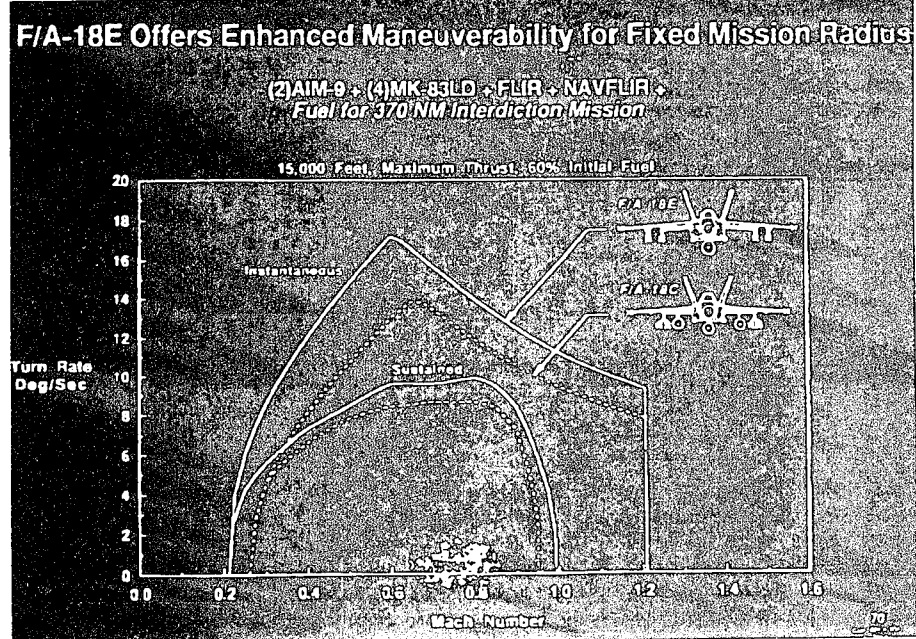 F/A-18E Offers Enhanced Maneuverability for Fixed Mission Radius
(2)AIM-9 + (4)MK-83LD + FLIR + NAVFLIR +
Fuel for 370 NM Interdiction Mission
15,000 Feet, Maximum Thrust, 60% Initial Fuel
20
18
16
14
12
10
8
6
4
2
0
Turn Rate
Deg/Sec
F/A-18E
Instantaneous
F/A-18C
Sustained
0.0 0.2 0.4 0.6 0.8 1.0 1.2 1.4 1.6
Mach Number
70